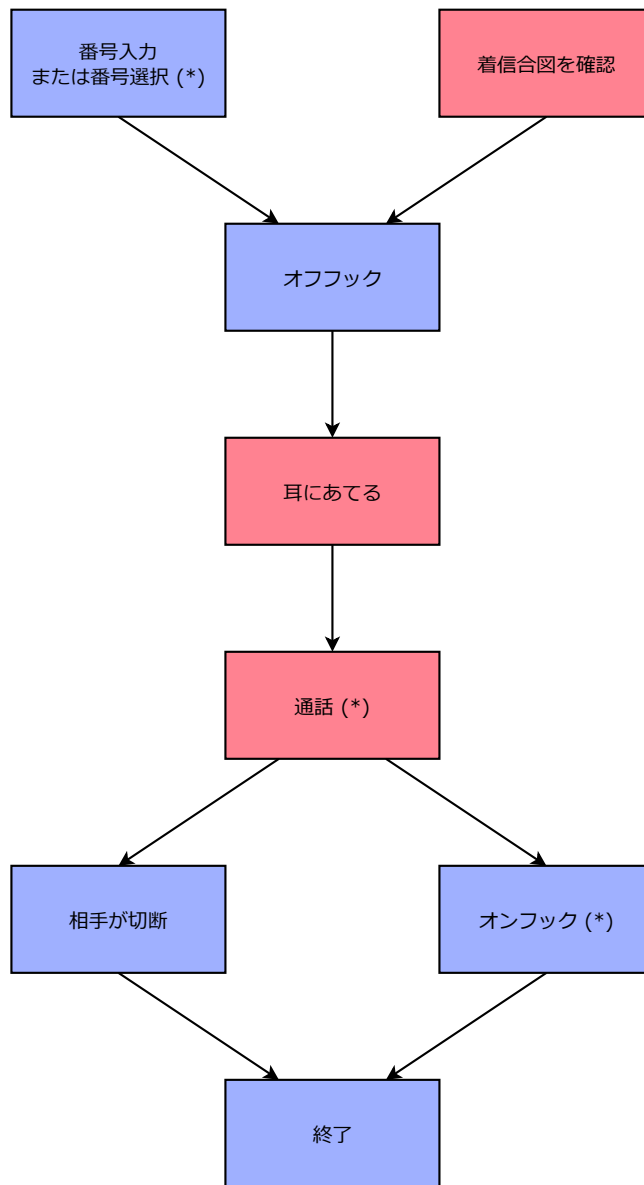 番号入力
または番号選択 (*)
着信合図を確認
オフフック
耳にあてる
通話 (*)
相手が切断
オンフック (*)
終了